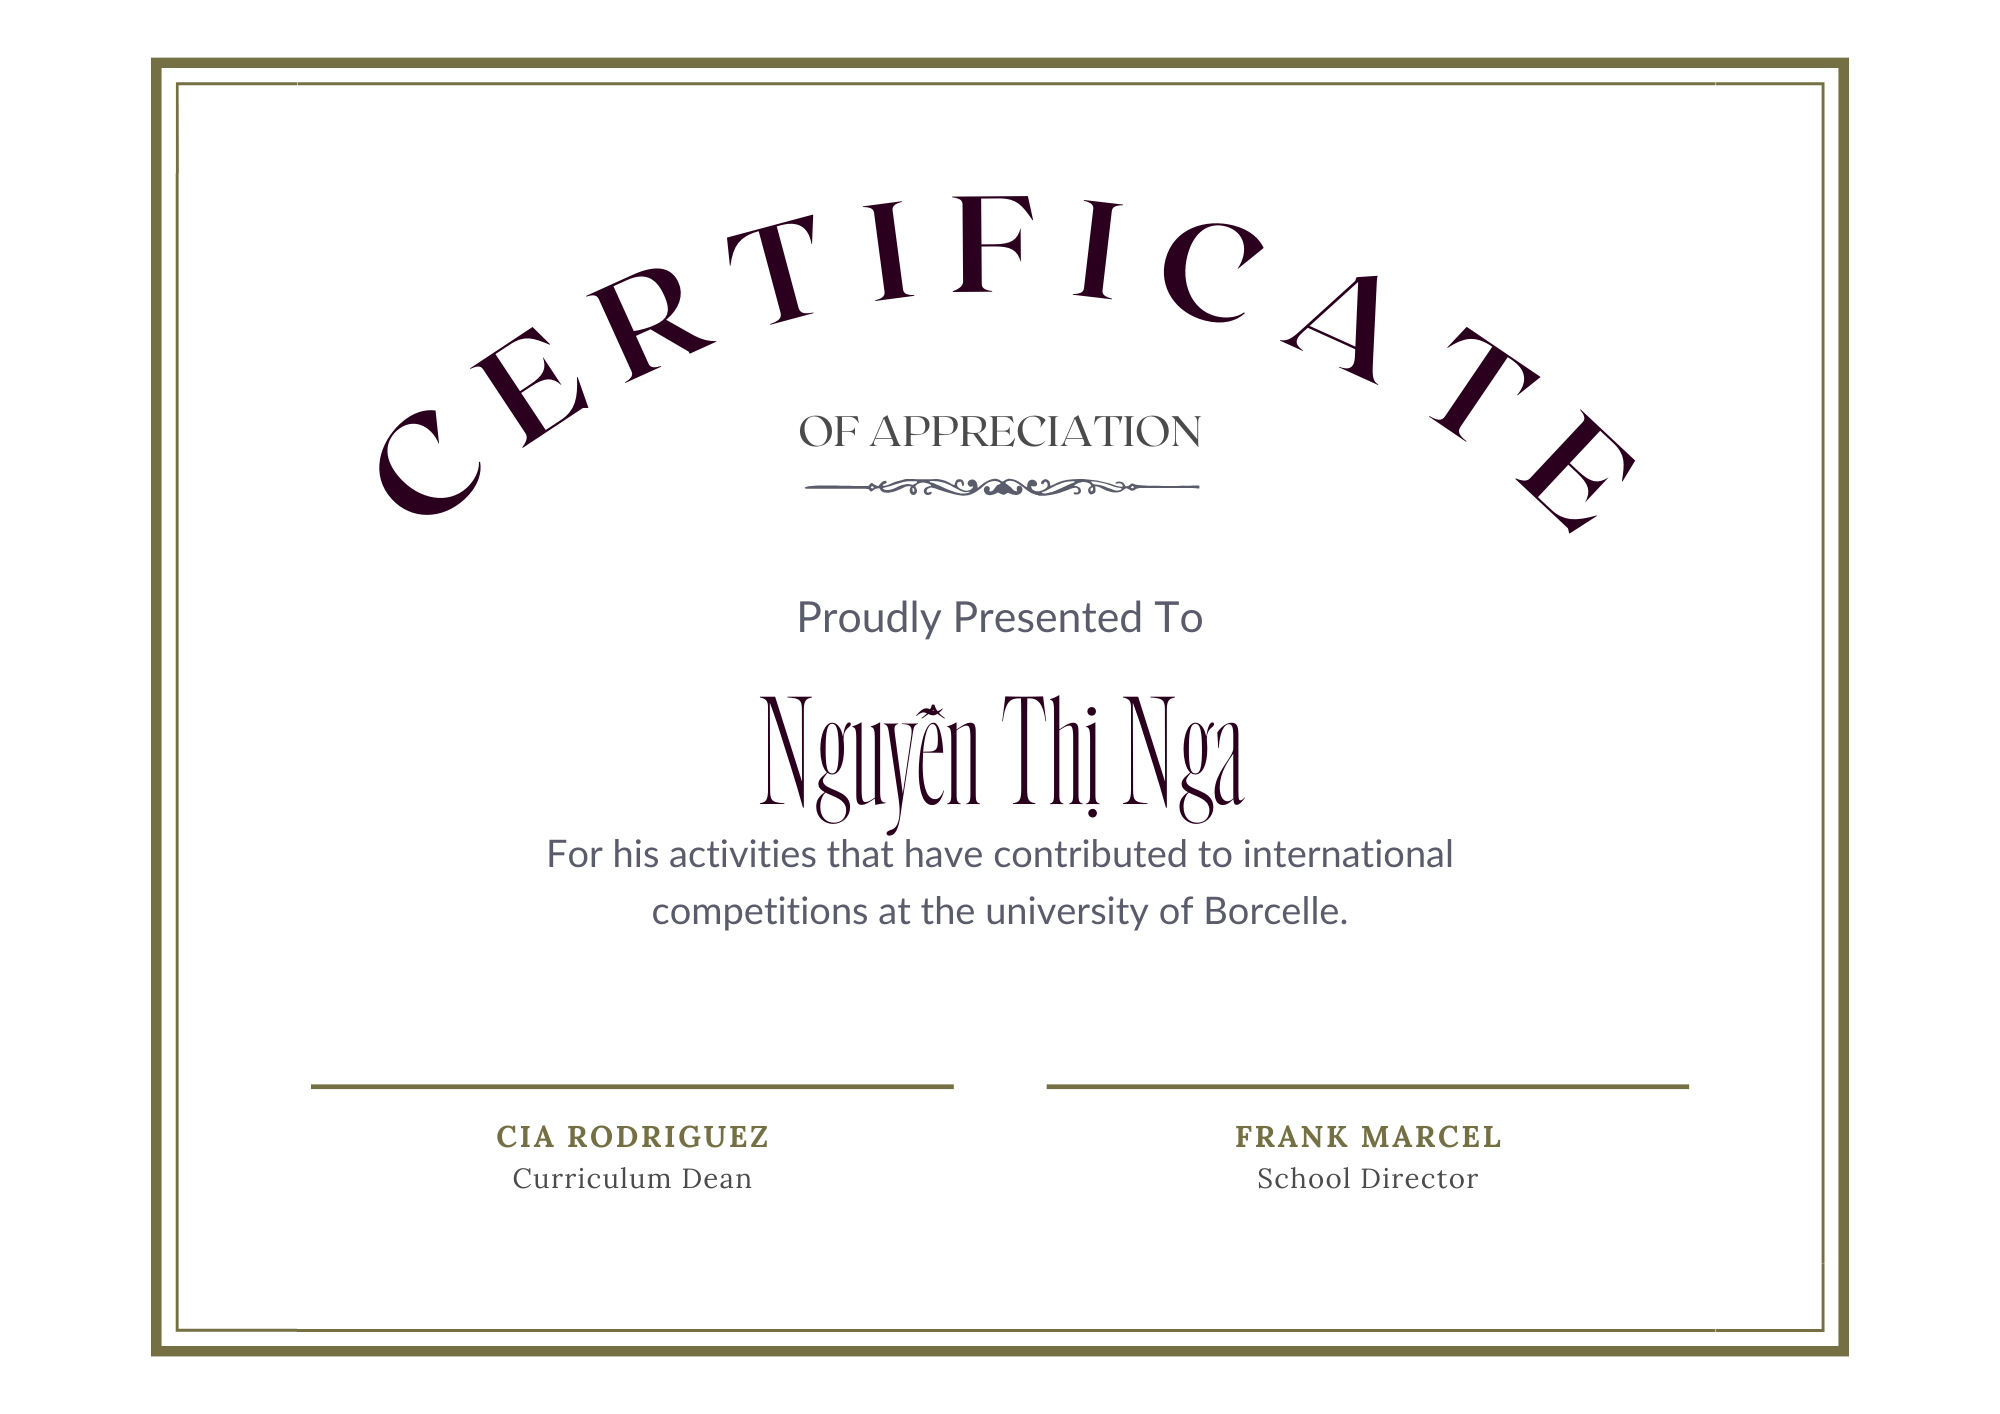 CERTIFICATE
OF APPRECIATION
Proudly Presented To
Nguyễn Thị Nga
For his activities that have contributed to international
competitions at the university of Borcelle.
CIA RODRIGUEZ
Curriculum Dean
FRANK MARCEL
School Director